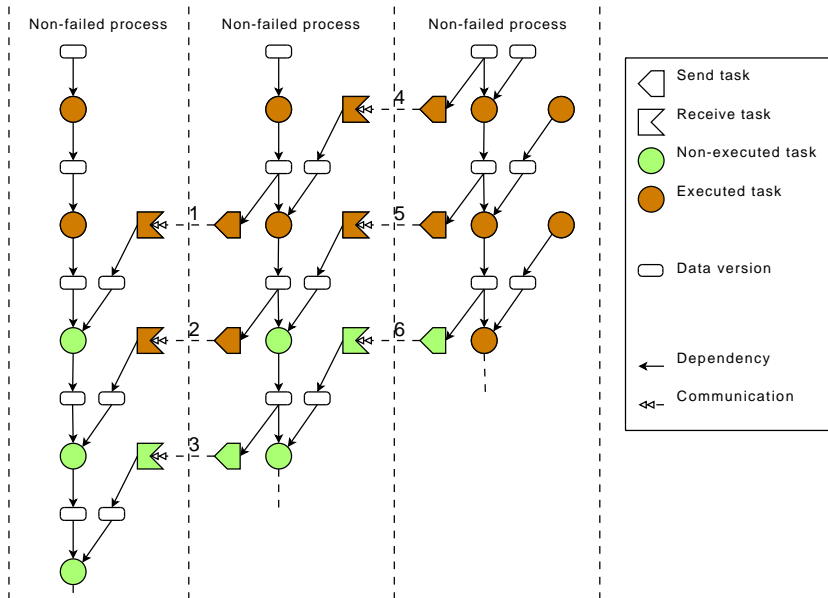 Non-failed process
Non-failed process
Non-failed process
4
1
5
2
6
3
Send task
Receive task
Non-executed task
Executed task
Data version
Dependency
Communication